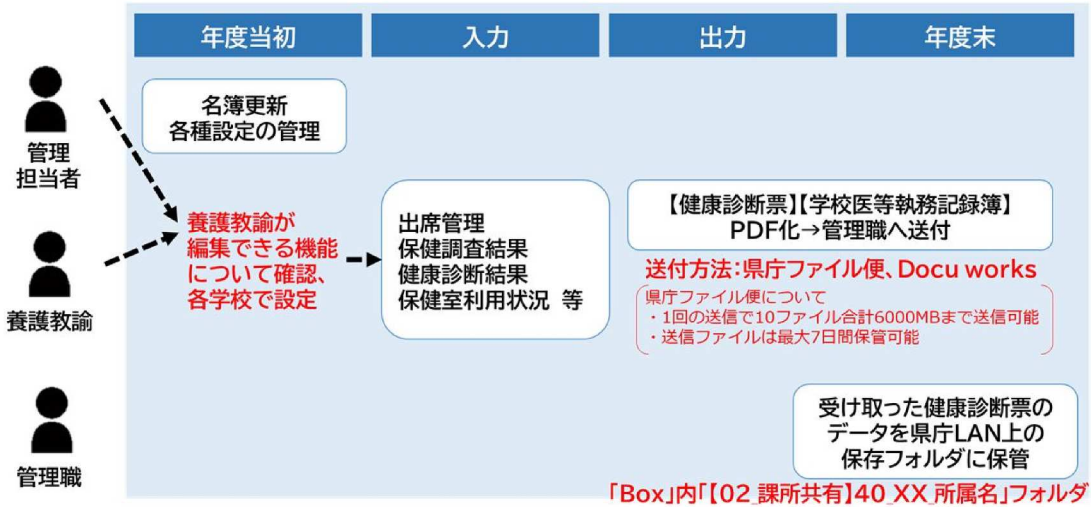 年度当初
入力
出力
年度末
管理
担当者
名簿更新
各種設定の管理
養護教諭
養護教諭が
編集できる機能
について確認、
各学校で設定
出席管理
保健調査結果
健康診断結果
保健室利用状況 等
【健康診断票】【学校医等執務記録簿】
PDF化→管理職へ送付
送付方法:県庁ファイル便、Docu works
県庁ファイル便について
・1回の送信で10ファイル合計6000MBまで送信可能
・送信ファイルは最大7日間保管可能
管理職
受け取った健康診断票の
データを県庁LAN上の
保存フォルダに保管
「Box」内「【02_課所共有】40_XX_所属名」フォルダ